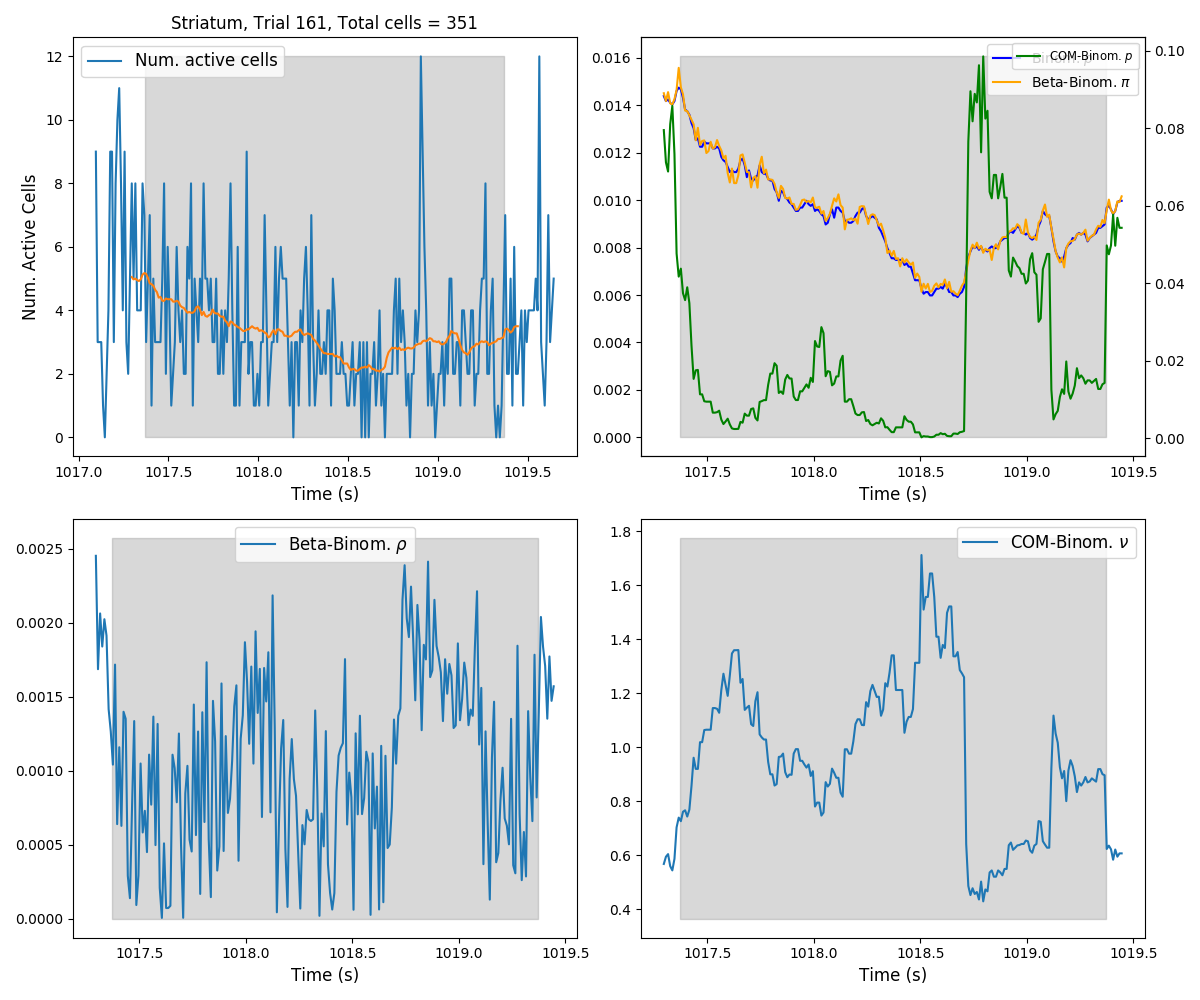 Striatum, Trial 161, Total cells = 351
Num. active cells
12
10
8
6
4
2
0
Num. Active Cells
1017.0 1017.5 1018.0 1018.5 1019.0 1019.5
Time (s)
COM-Binom. p
Beta-Binom. π
0.016
0.014
0.012
0.010
0.008
0.006
0.004
0.002
0.000
0.10
0.08
0.06
0.04
0.02
0.00
1017.5 1018.0 1018.5 1019.0 1019.5
Time (s)
Beta-Binom. ρ
0.0025
0.0020
0.0015
0.0010
0.0005
0.0000
1017.5 1018.0 1018.5 1019.0 1019.5
Time (s)
COM-Binom. ν
1.8
1.6
1.4
1.2
1.0
0.8
0.6
0.4
1017.5 1018.0 1018.5 1019.0 1019.5
Time (s)